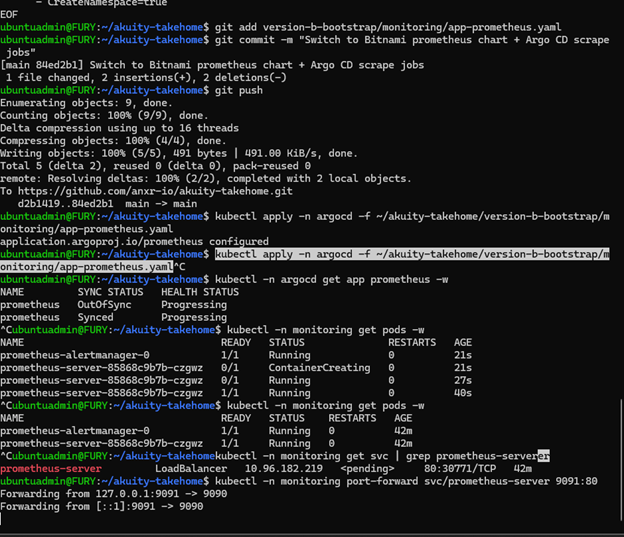 - CreateNamespace=true
EOF
ubuntuadmin@FURY:~/akuity-takehome$ git add version-b-bootstrap/monitoring/app-prometheus.yaml
ubuntuadmin@FURY:~/akuity-takehome$ git commit -m "Switch to Bitnami prometheus chart + Argo CD scrape
 jobs"
[main 84ed2b1] Switch to Bitnami prometheus chart + Argo CD scrape jobs
 1 file changed, 2 insertions(+), 2 deletions(-)
ubuntuadmin@FURY:~/akuity-takehome$ git push
Enumerating objects: 9, done.
Counting objects: 100% (9/9), done.
Delta compression using up to 16 threads
Compressing objects: 100% (4/4), done.
Writing objects: 100% (5/5), 491 bytes | 491.00 KiB/s, done.
Total 5 (delta 2), reused 0 (delta 0), pack-reused 0
remote: Resolving deltas: 100% (2/2), completed with 2 local objects.
To https://github.com/anxr-io/akuity-takehome.git
   d2b1419..84ed2b1  main -> main
ubuntuadmin@FURY:~/akuity-takehome$ kubectl apply -n argocd -f ~/akuity-takehome/version-b-bootstrap/m
onitoring/app-prometheus.yaml
application.argoproj.io/prometheus configured
ubuntuadmin@FURY:~/akuity-takehome$ kubectl apply -n argocd -f ~/akuity-takehome/version-b-bootstrap/m
onitoring/app-prometheus.yaml^C
ubuntuadmin@FURY:~/akuity-takehome$ kubectl -n argocd get app prometheus -w
NAME         SYNC STATUS   HEALTH STATUS
prometheus   OutOfSync     Progressing
prometheus   Synced        Progressing
^Cubuntuadmin@FURY:~/akuity-takehome$ kubectl -n monitoring get pods -w
NAME                                 READY   STATUS              RESTARTS   AGE
prometheus-alertmanager-0            1/1     Running             0          21s
prometheus-server-85868c9b7b-czgwz   0/1     ContainerCreating   0          21s
prometheus-server-85868c9b7b-czgwz   0/1     Running             0          27s
prometheus-server-85868c9b7b-czgwz   1/1     Running             0          40s
^Cubuntuadmin@FURY:~/akuity-takehome$ kubectl -n monitoring get pods -w
NAME                                 READY   STATUS    RESTARTS   AGE
prometheus-alertmanager-0            1/1     Running   0          42m
prometheus-server-85868c9b7b-czgwz   1/1     Running   0          42m
^Cubuntuadmin@FURY:~/akuity-takehomekubectl -n monitoring get svc | grep prometheus-serverer
prometheus-server         LoadBalancer   10.96.182.219   <pending>     80:30771/TCP   42m
ubuntuadmin@FURY:~/akuity-takehome$ kubectl -n monitoring port-forward svc/prometheus-server 9091:80
Forwarding from 127.0.0.1:9091 -> 9090
Forwarding from [::1]:9091 -> 9090